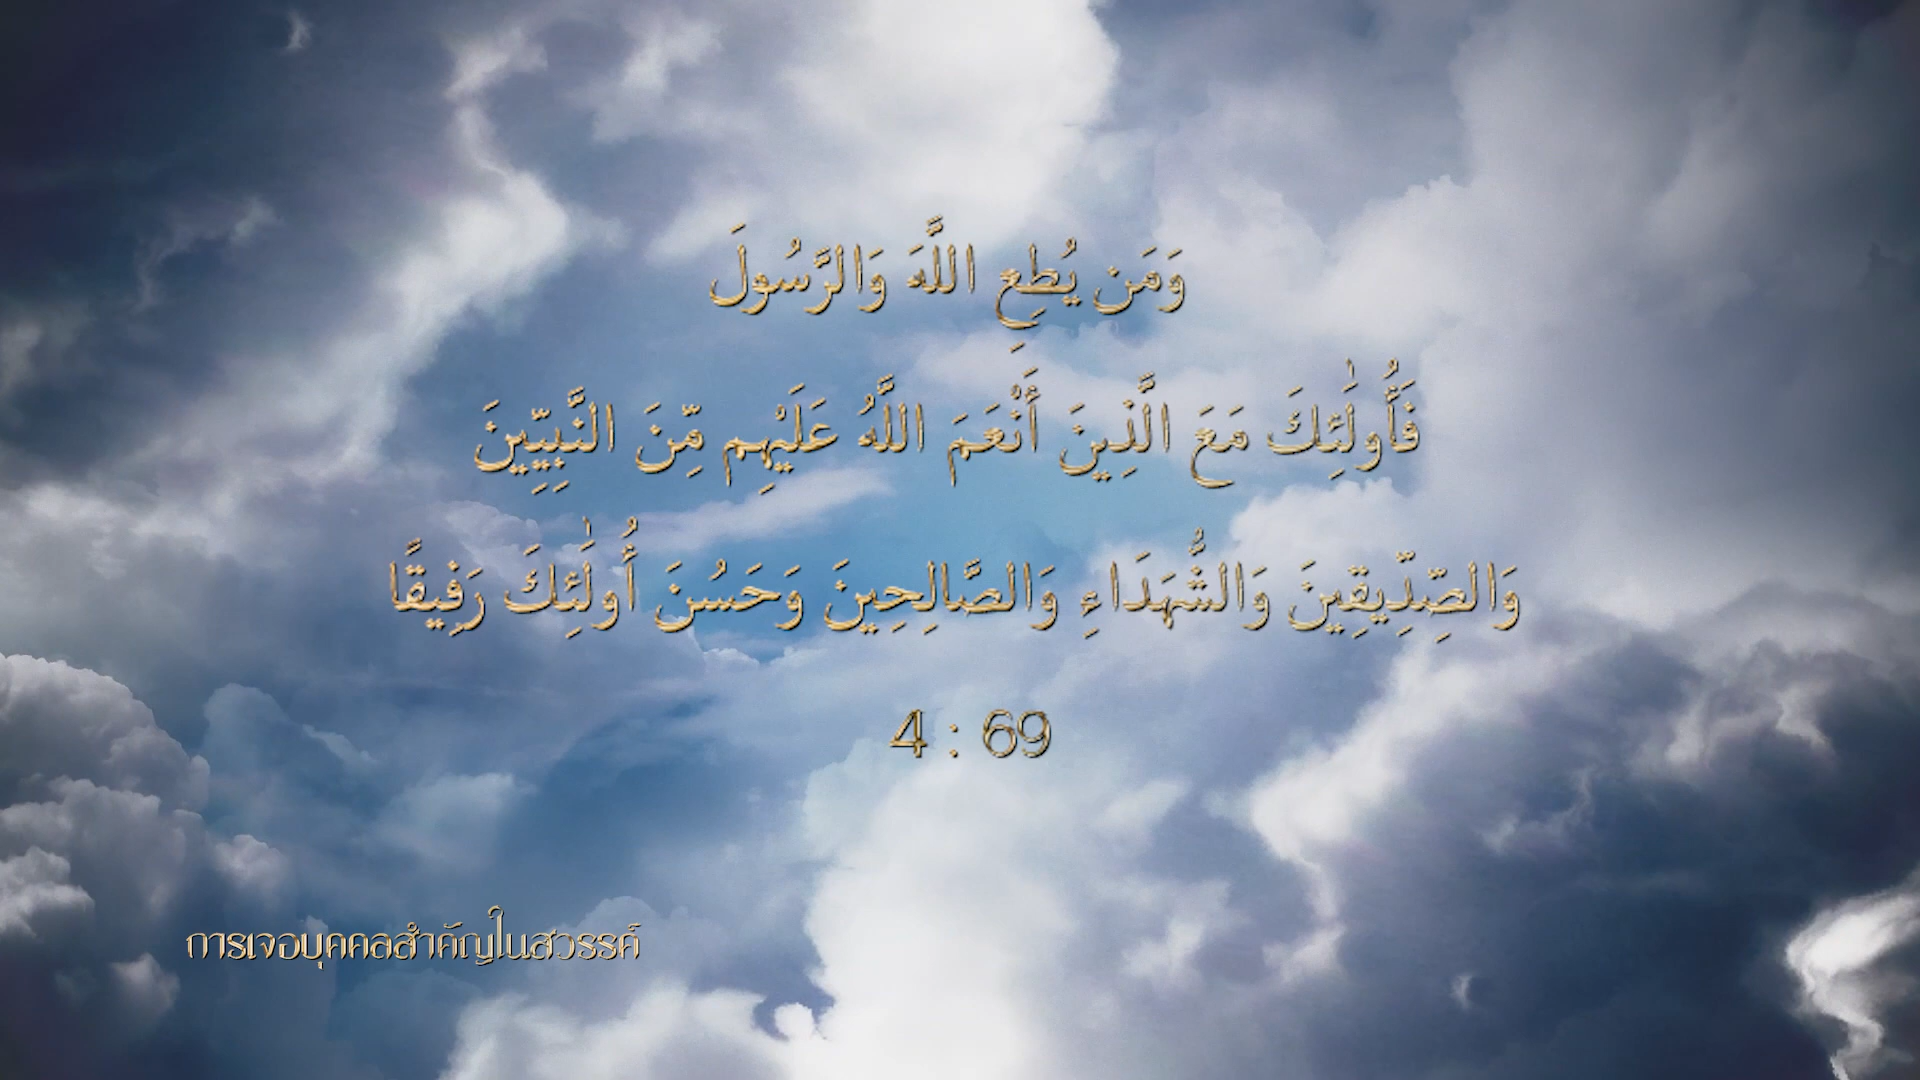 وَمَن يُطِعِ اللَّهَ وَالرَّسُولَ
فَأُولَٰئِكَ مَعَ الَّذِينَ أَنْعَمَ اللَّهُ عَلَيْهِم مِّنَ النَّبِيِّينَ
وَالصِّدِّيقِينَ وَالشُّهَدَاءِ وَالصَّالِحِينَ وَحَسُنَ أُولَٰئِكَ رَفِيقًا
4 : 69
การเจอบุคคลสำคัญในสวรรค์